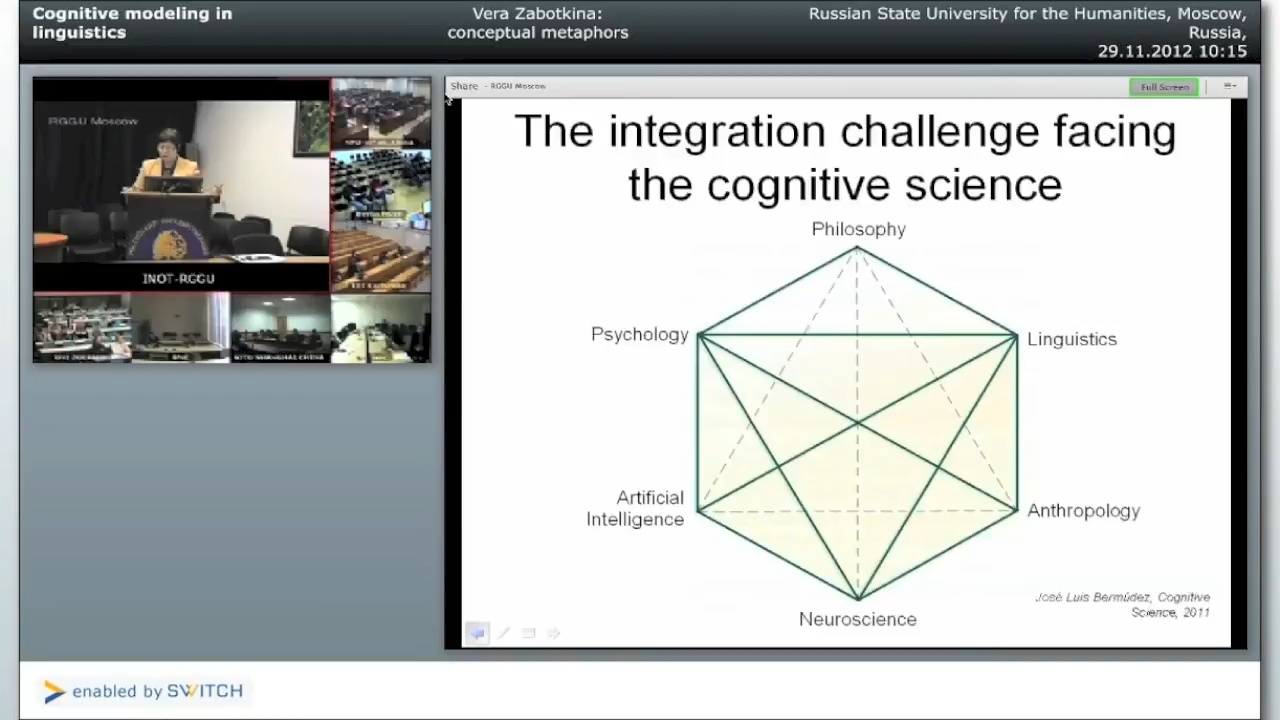 Cognitive modeling in
linguistics
Vera Zabotkina:
conceptual metaphors
Russian State University for the Humanities, Moscow,
Russia,
29.11.2012 10:15
Share - RGGU Moscow
Full Screen
RGGU Moscow
INOT-RGGU
The integration challenge facing
the cognitive science
Philosophy
Psychology
Linguistics
Artificial
Intelligence
Anthropology
Neuroscience
José Luis Bermúdez, Cognitive
Science, 2011
enabled by SWITCH